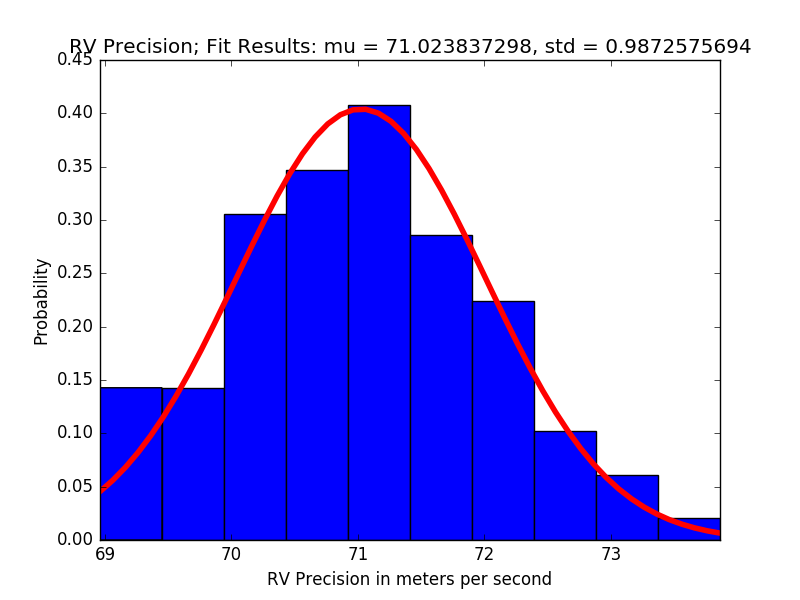 RV Precision; Fit Results: mu = 71.023837298, std = 0.9872575694
0.45
0.40
0.35
0.30
0.25
0.20
0.15
0.10
0.05
0.00
Probability
69 70 71 72 73
RV Precision in meters per second